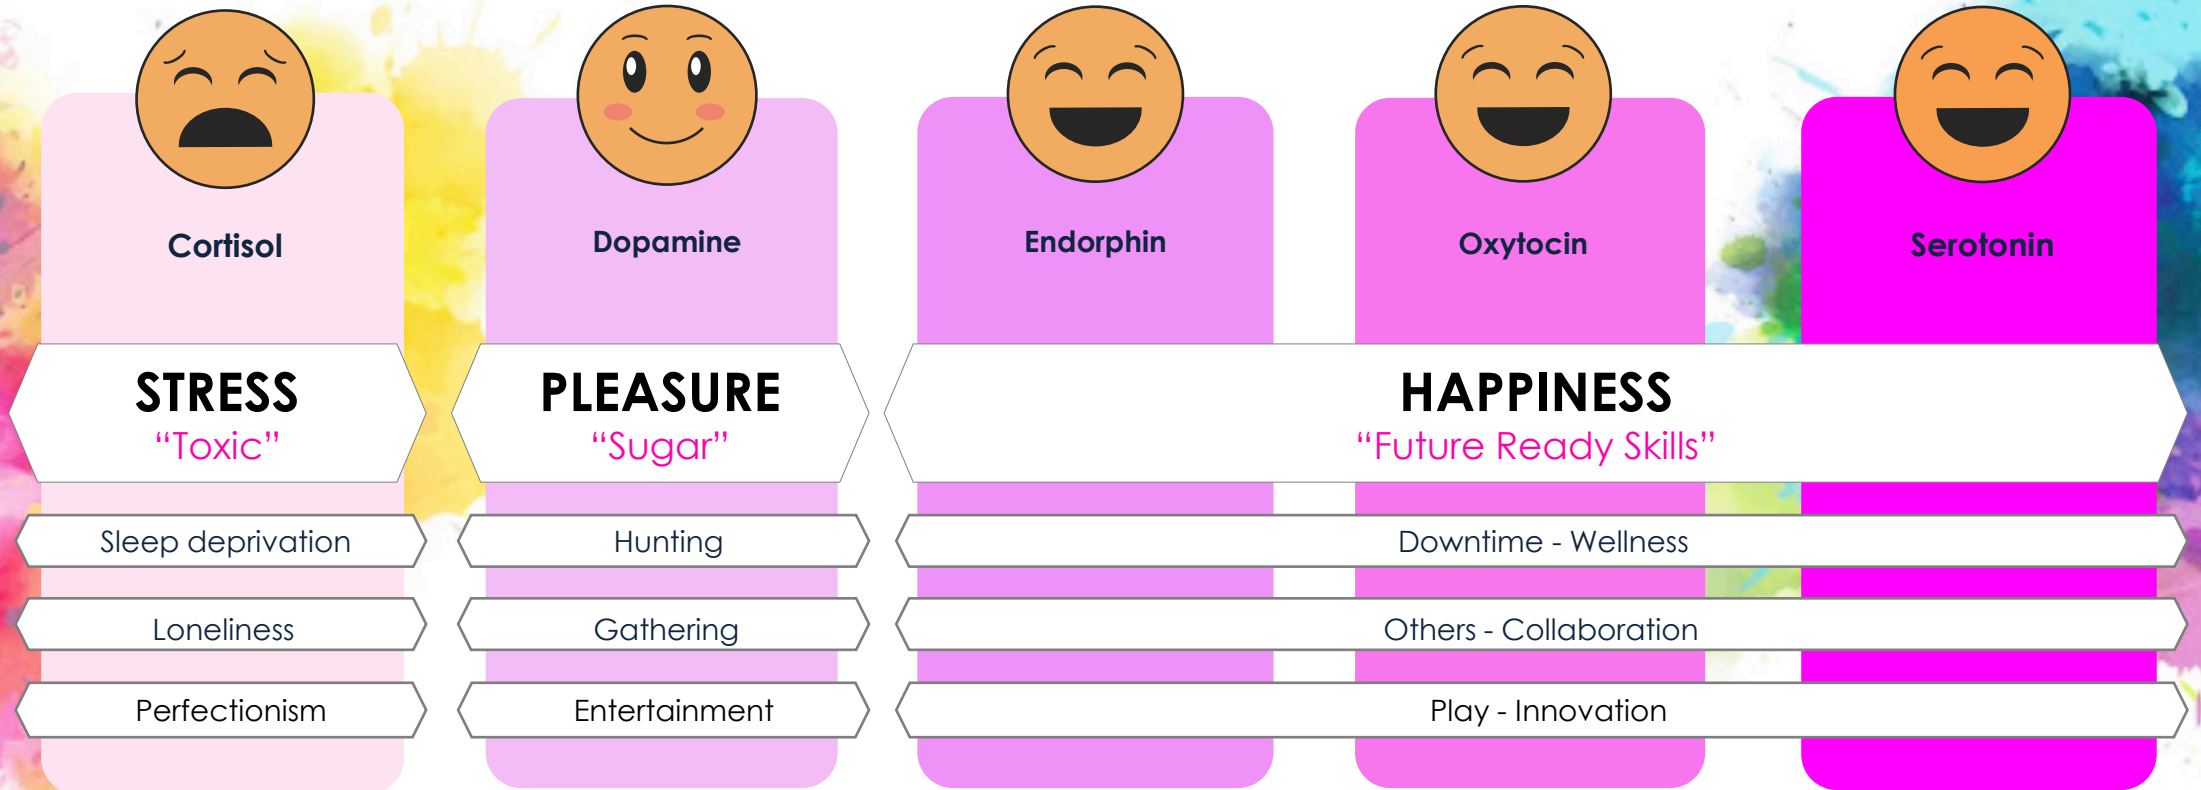 Cortisol
Dopamine
Endorphin
Oxytocin
Serotonin
STRESS
“Toxic”
PLEASURE
“Sugar”
HAPPINESS
“Future Ready Skills”
Sleep deprivation
Hunting
Downtime - Wellness
Loneliness
Gathering
Others - Collaboration
Perfectionism
Entertainment
Play - Innovation